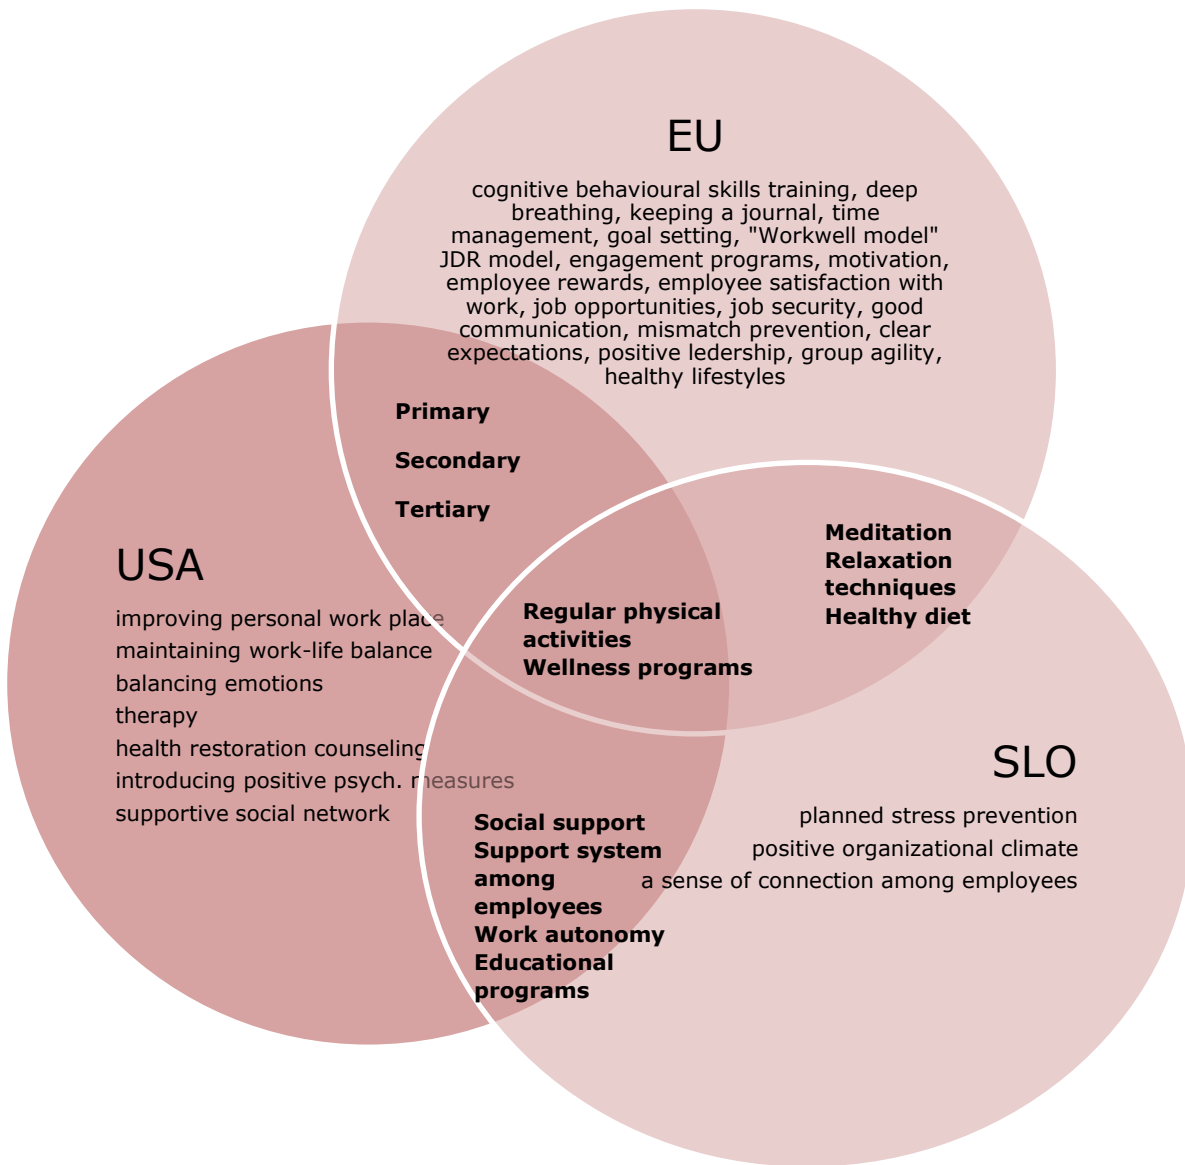 EU
cognitive behavioural skills training, deep
breathing, keeping a journal, time
management, goal setting, "Workwell model"
JDR model, engagement programs, motivation,
employee rewards, employee satisfaction with
work, job opportunities, job security, good
communication, mismatch prevention, clear
expectations, positive ledership, group agility,
healthy lifestyles
Primary
Secondary
Tertiary
USA
improving personal work place
maintaining work-life balance
balancing emotions
therapy
health restoration counseling
introducing positive psych. measures
supportive social network
Meditation
Relaxation
techniques
Healthy diet
Regular physical
activities
Wellness programs
SLO
planned stress prevention
positive organizational climate
a sense of connection among employees
Social support
Support system
among
employees
Work autonomy
Educational
programs